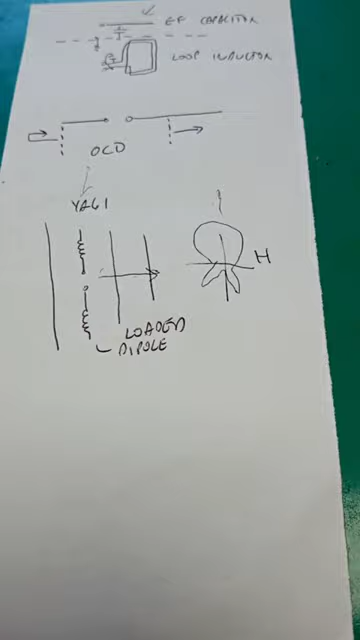 EF CAPACITOR
LOOP INDUCTOR
OCD
YAGI
H
LOADED
DIPOLE